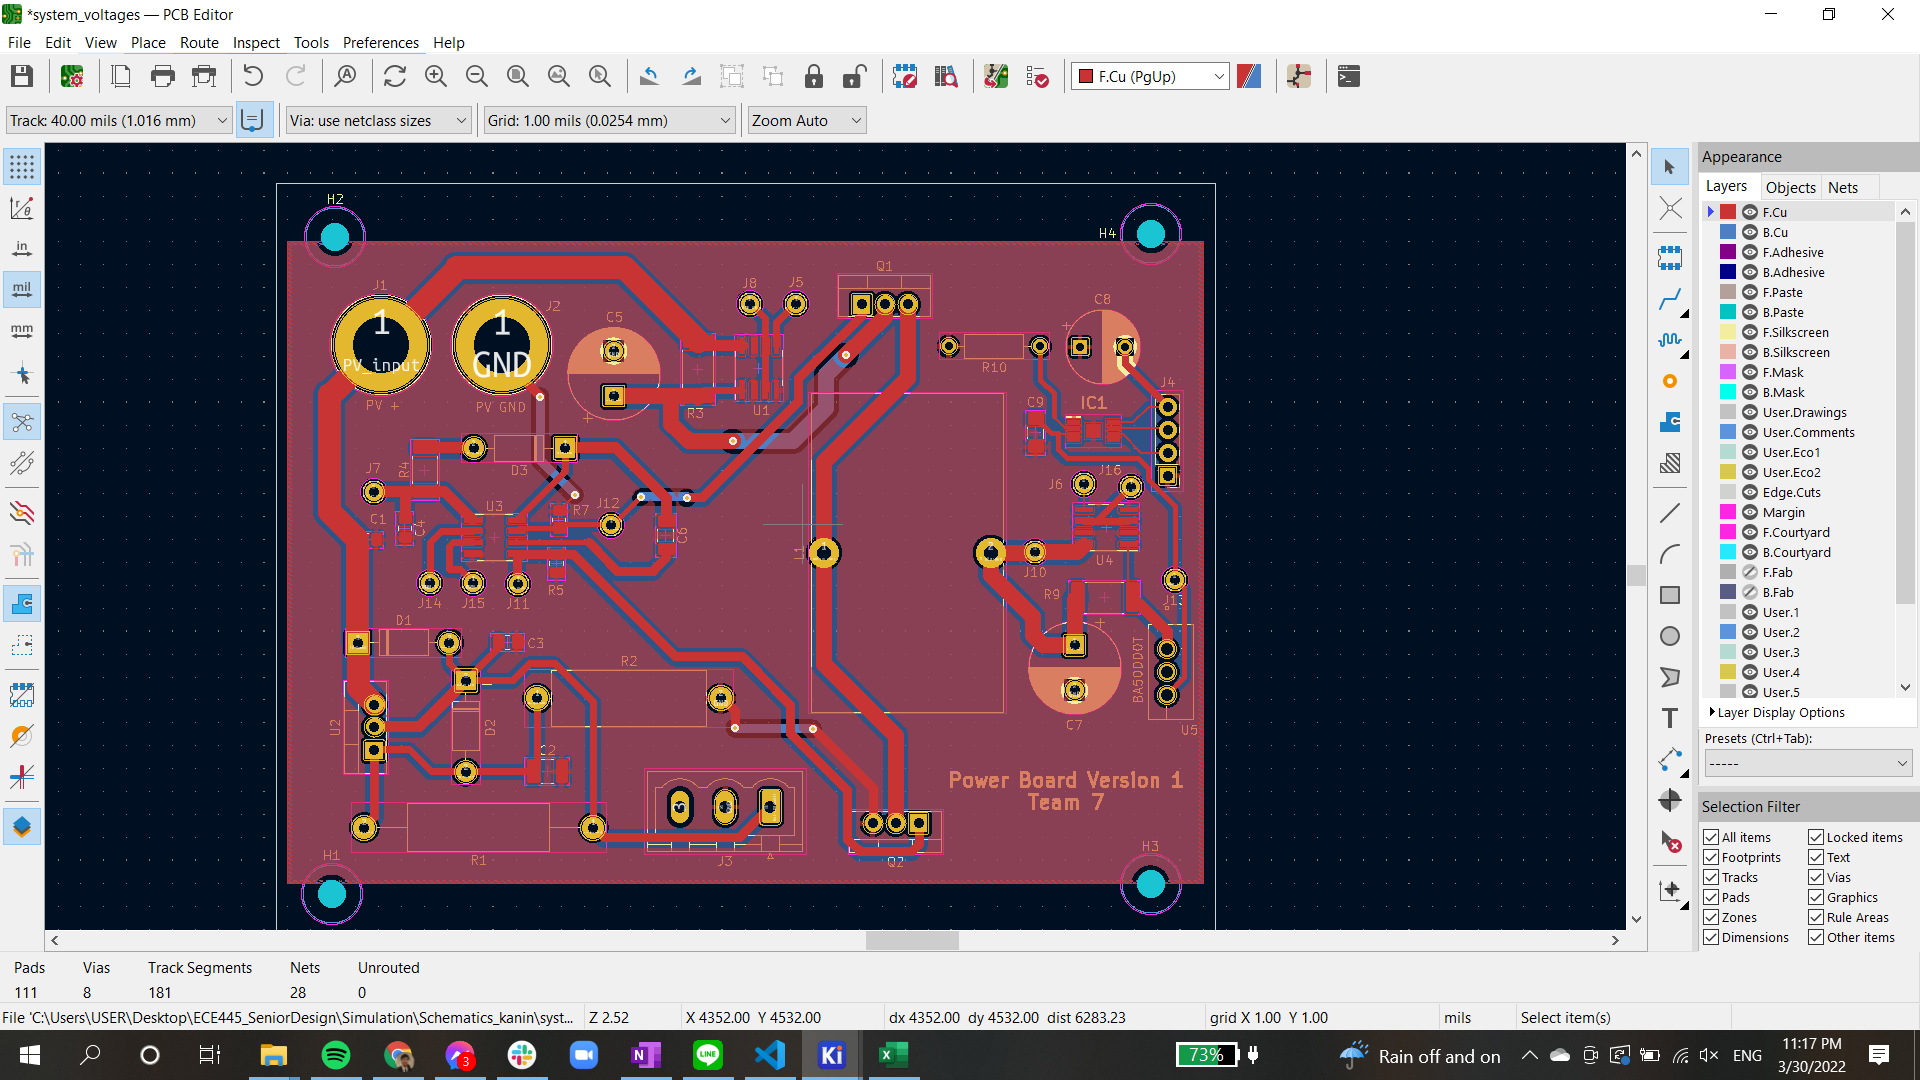 *system_voltages — PCB Editor
File Edit View Place Route Inspect Tools Preferences Help
F.Cu (PgUp)
Track: 40.00 mils (1.016 mm)
Via: use netclass sizes
Grid: 1.00 mils (0.0254 mm)
Zoom Auto
in
mil
mm
H2
H4
J1
J2
1
PV_input
PV +
1
GND
PV GND
C5
J8
J5
Q1
C8
R10
R3
U1
C9
IC1
J4
D3
R4
J7
C1
C4
U3
R7
J12
C6
J14
J15
J11
R5
L1
1
2
J10
J6
J16
U4
R9
J13
BA50DDOT
C7
U5
D1
C3
R2
U2
D2
C2
J3
R1
H1
Q2
H3
Power Board Version 1
Team 7
Appearance
Layers Objects Nets
F.Cu
B.Cu
F.Adhesive
B.Adhesive
F.Paste
B.Paste
F.Silkscreen
B.Silkscreen
F.Mask
B.Mask
User.Drawings
User.Comments
User.Eco1
User.Eco2
Edge.Cuts
Margin
F.Courtyard
B.Courtyard
F.Fab
B.Fab
User.1
User.2
User.3
User.4
User.5
Layer Display Options
Presets (Ctrl+Tab):
-----
Selection Filter
All items Locked items
Footprints Text
Tracks Vias
Pads Graphics
Zones Rule Areas
Dimensions Other items
Pads Vias Track Segments Nets Unrouted
111 8 181 28 0
File 'C:\Users\USER\Desktop\ECE445_SeniorDesign\Simulation\Schematics_kanin\syst... Z 2.52 X 4352.00 Y 4532.00 dx 4352.00 dy 4532.00 dist 6283.23 grid X 1.00 Y 1.00 mils Select item(s)
3
Ki
73%
Rain off and on
ENG
11:17 PM
3/30/2022